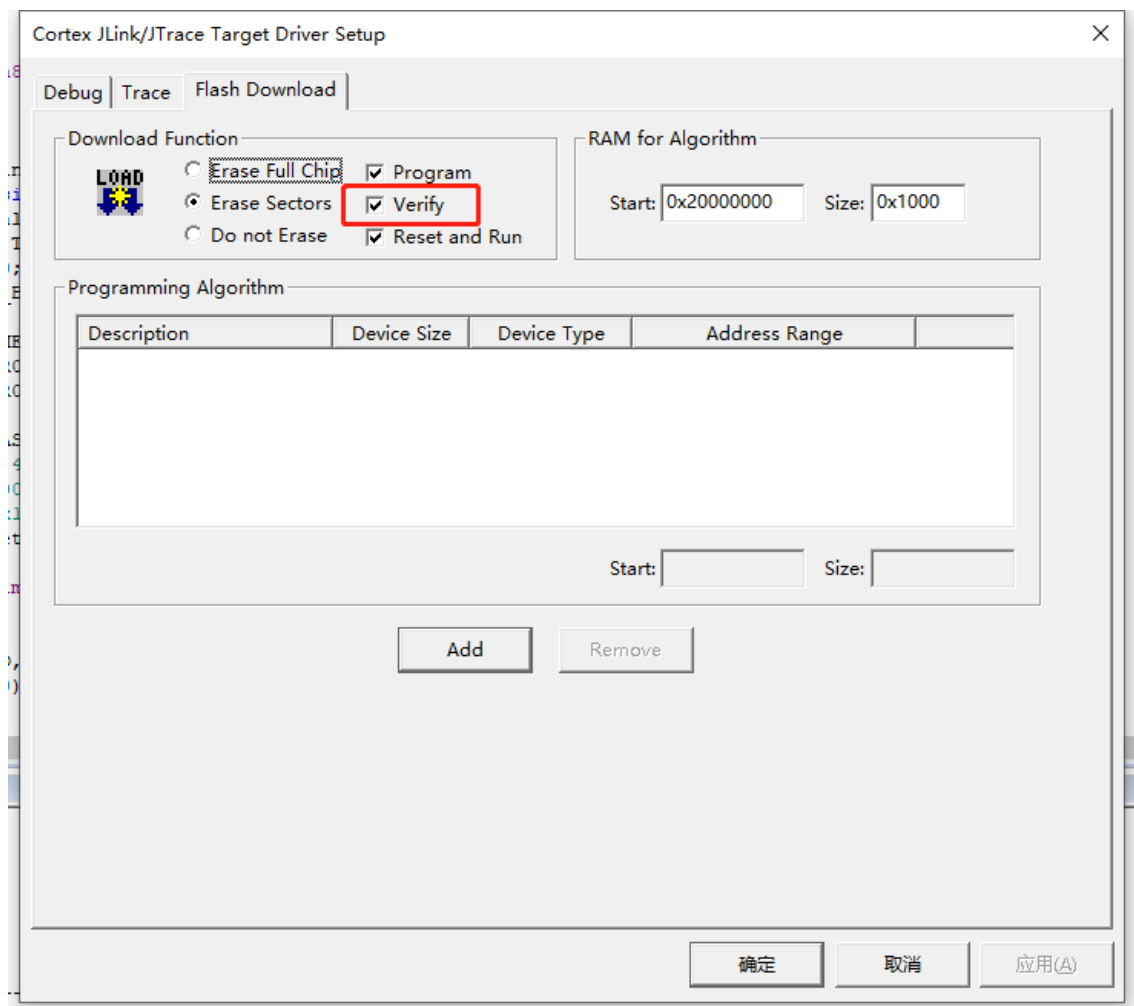 Cortex JLink/JTrace Target Driver Setup
Debug Trace Flash Download
Download Function
LOAD
Erase Full Chip
Program
Erase Sectors
Verify
Do not Erase
Reset and Run
RAM for Algorithm
Start: 0x20000000 Size: 0x1000
Programming Algorithm
Description Device Size Device Type Address Range
Start: Size:
Add Remove
确定 取消 应用(A)